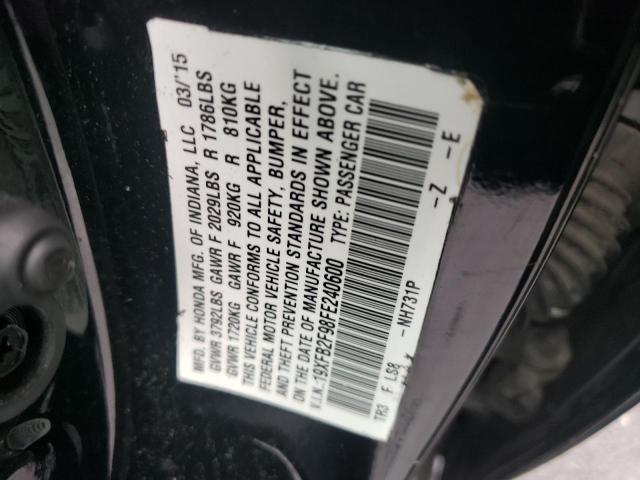 MFD. BY HONDA MFG. OF INDIANA, LLC 03/'15
GVWR 3792LBS GAWR F 2029LBS R 1786LBS
GVWR 1720KG GAWR F 920KG R 810KG
THIS VEHICLE CONFORMS TO ALL APPLICABLE
FEDERAL MOTOR VEHICLE SAFETY, BUMPER,
AND THEFT PREVENTION STANDARDS IN EFFECT
ON THE DATE OF MANUFACTURE SHOWN ABOVE.
V.I.N.:19XFB2F98FE240600 TYPE: PASSENGER CAR
TR3 F LS8 -NH731P -Z -E